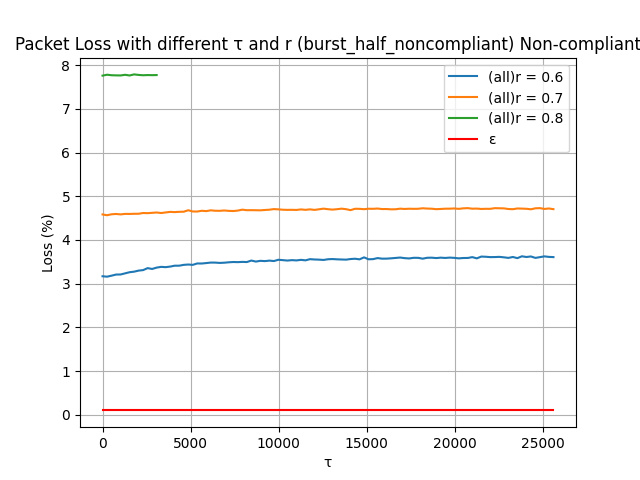 Packet Loss with different τ and r (burst_half_noncompliant) Non-compliant
8
7
6
5
4
3
2
1
0
Loss (%)
(all)r = 0.6
(all)r = 0.7
(all)r = 0.8
ε
0 5000 10000 15000 20000 25000
τ